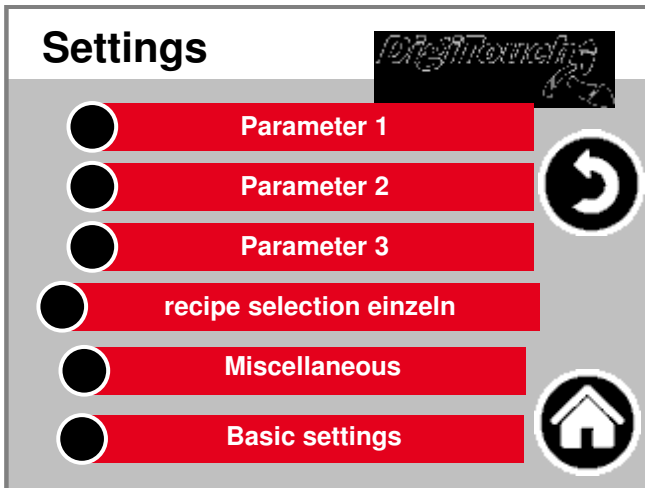 Settings
DigiTouch
Parameter 1
Parameter 2
Parameter 3
recipe selection einzeln
Miscellaneous
Basic settings